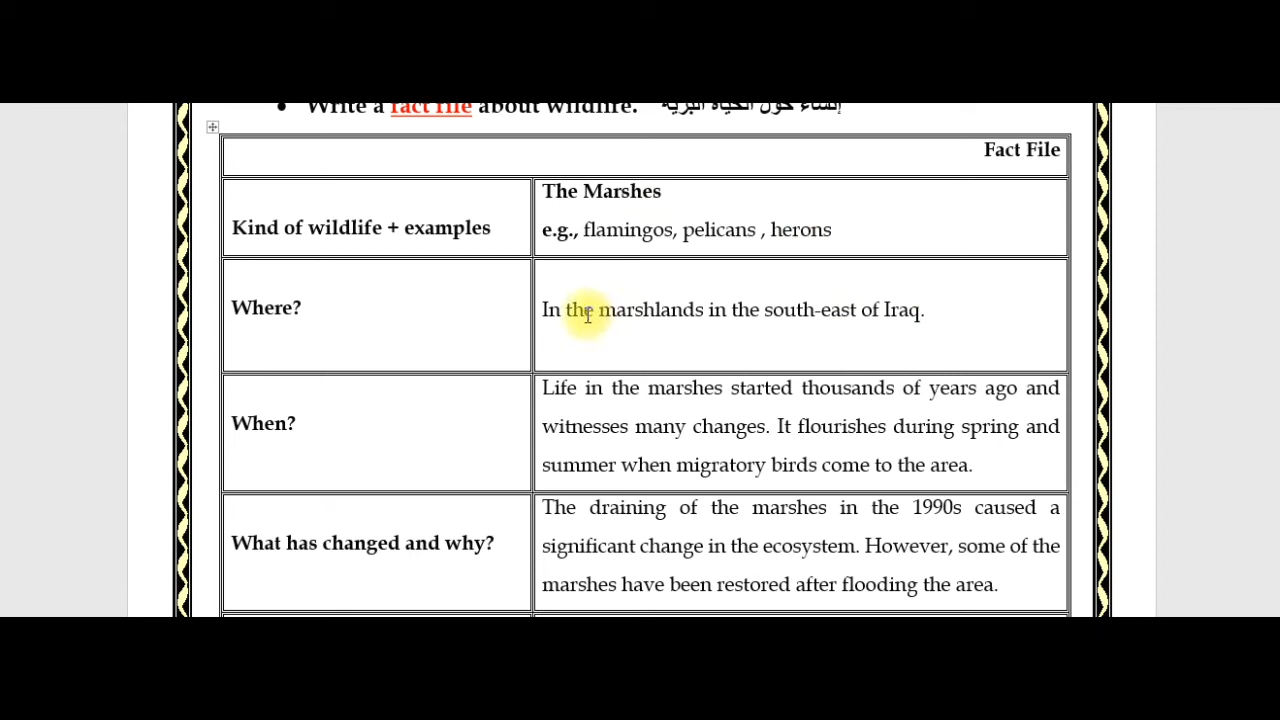 • Write a fact file about wildlife. إنشاء حول الحياة البرية
Fact File
Kind of wildlife + examples
The Marshes
e.g., flamingos, pelicans , herons
Where?
In the marshlands in the south-east of Iraq.
When?
Life in the marshes started thousands of years ago and
witnesses many changes. It flourishes during spring and
summer when migratory birds come to the area.
What has changed and why?
The draining of the marshes in the 1990s caused a
significant change in the ecosystem. However, some of the
marshes have been restored after flooding the area.